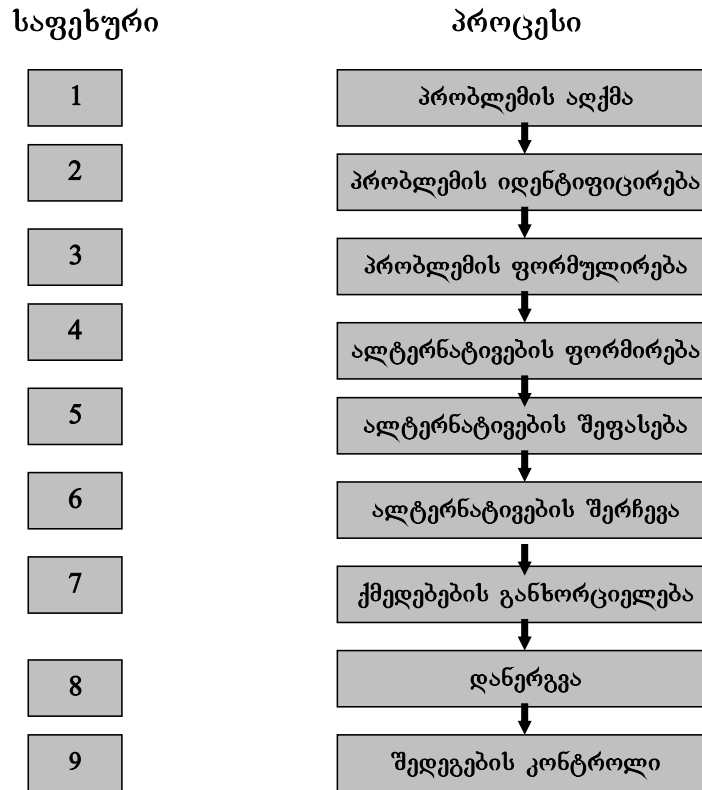 საფეხური პროცესი
1 პრობლემის აღქმა
2 პრობლემის იდენტიფიცირება
3 პრობლემის ფორმულირება
4 ალტერნატივების ფორმირება
5 ალტერნატივების შეფასება
6 ალტერნატივების შერჩევა
7 ქმედებების განხორციელება
8 დანერგვა
9 შედეგების კონტროლი